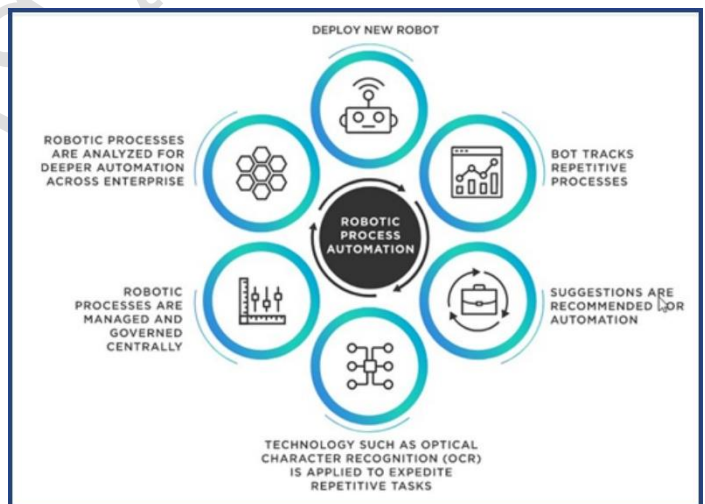 DEPLOY NEW ROBOT
BOT TRACKS
REPETITIVE
PROCESSES
SUGGESTIONS ARE
RECOMMENDED FOR
AUTOMATION
TECHNOLOGY SUCH AS OPTICAL
CHARACTER RECOGNITION (OCR)
IS APPLIED TO EXPEDITE
REPETITIVE TASKS
ROBOTIC
PROCESSES ARE
MANAGED AND
GOVERNED
CENTRALLY
ROBOTIC PROCESSES
ARE ANALYZED FOR
DEEPER AUTOMATION
ACROSS ENTERPRISE
ROBOTIC
PROCESS
AUTOMATION